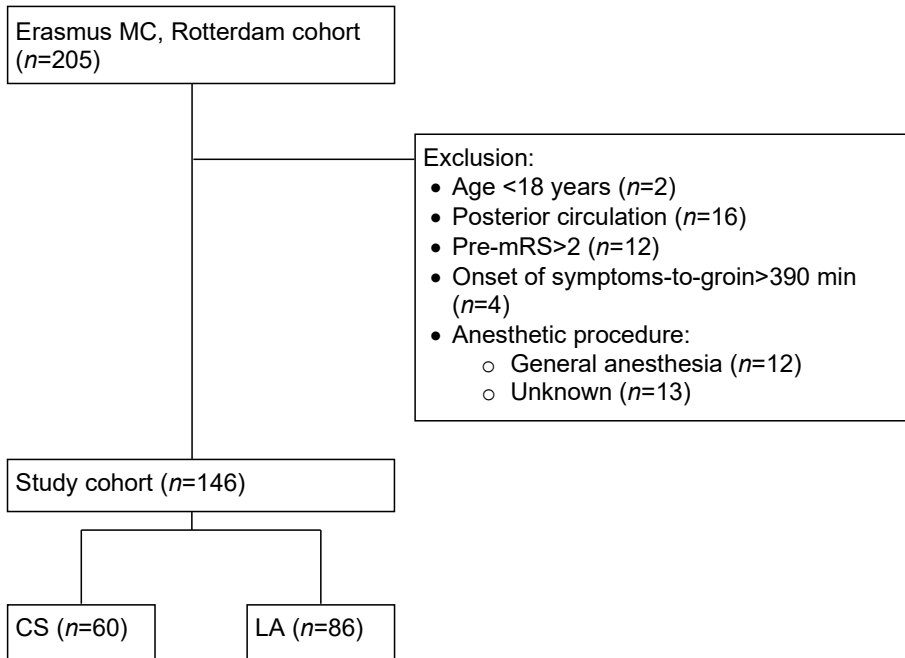 Erasmus MC, Rotterdam cohort
(n=205)
Exclusion:
• Age <18 years (n=2)
• Posterior circulation (n=16)
• Pre-mRS>2 (n=12)
• Onset of symptoms-to-groin>390 min
(n=4)
• Anesthetic procedure:
o General anesthesia (n=12)
o Unknown (n=13)
Study cohort (n=146)
CS (n=60)
LA (n=86)